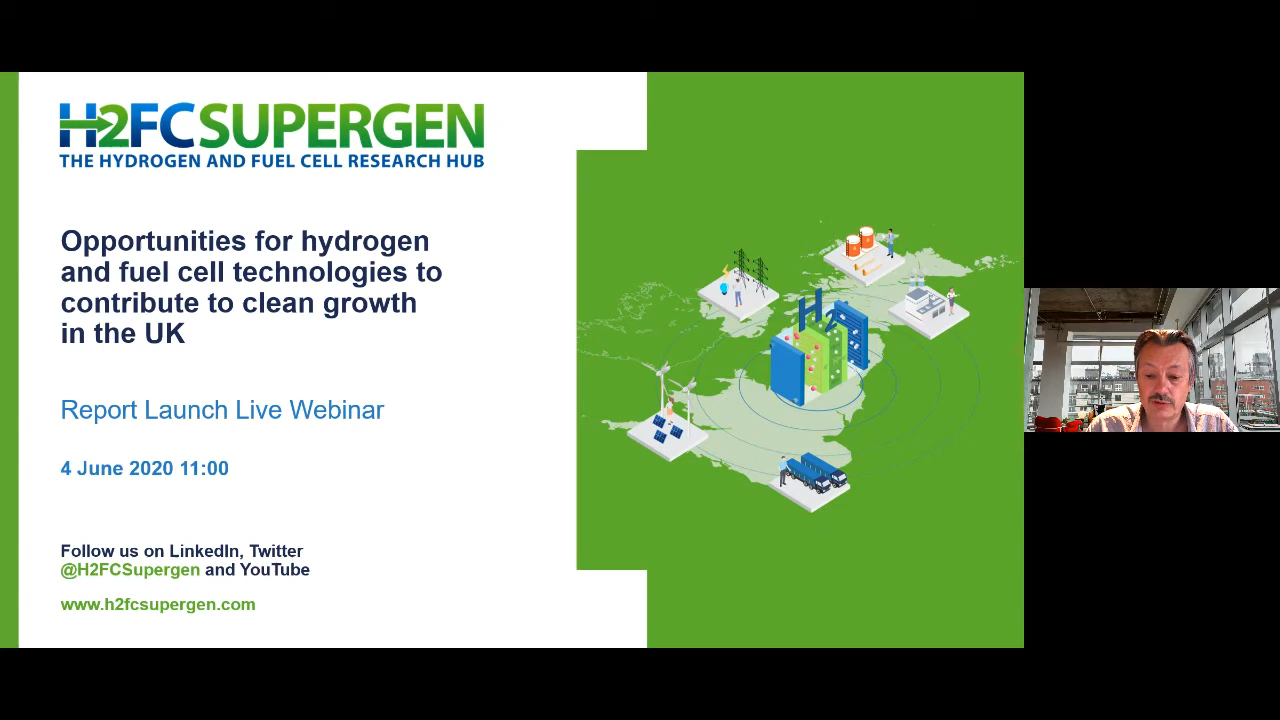 H2FCSUPERGEN
THE HYDROGEN AND FUEL CELL RESEARCH HUB
Opportunities for hydrogen
and fuel cell technologies to
contribute to clean growth
in the UK
Report Launch Live Webinar
4 June 2020 11:00
Follow us on LinkedIn, Twitter
@H2FCSupergen and YouTube
www.h2fcsupergen.com
H2